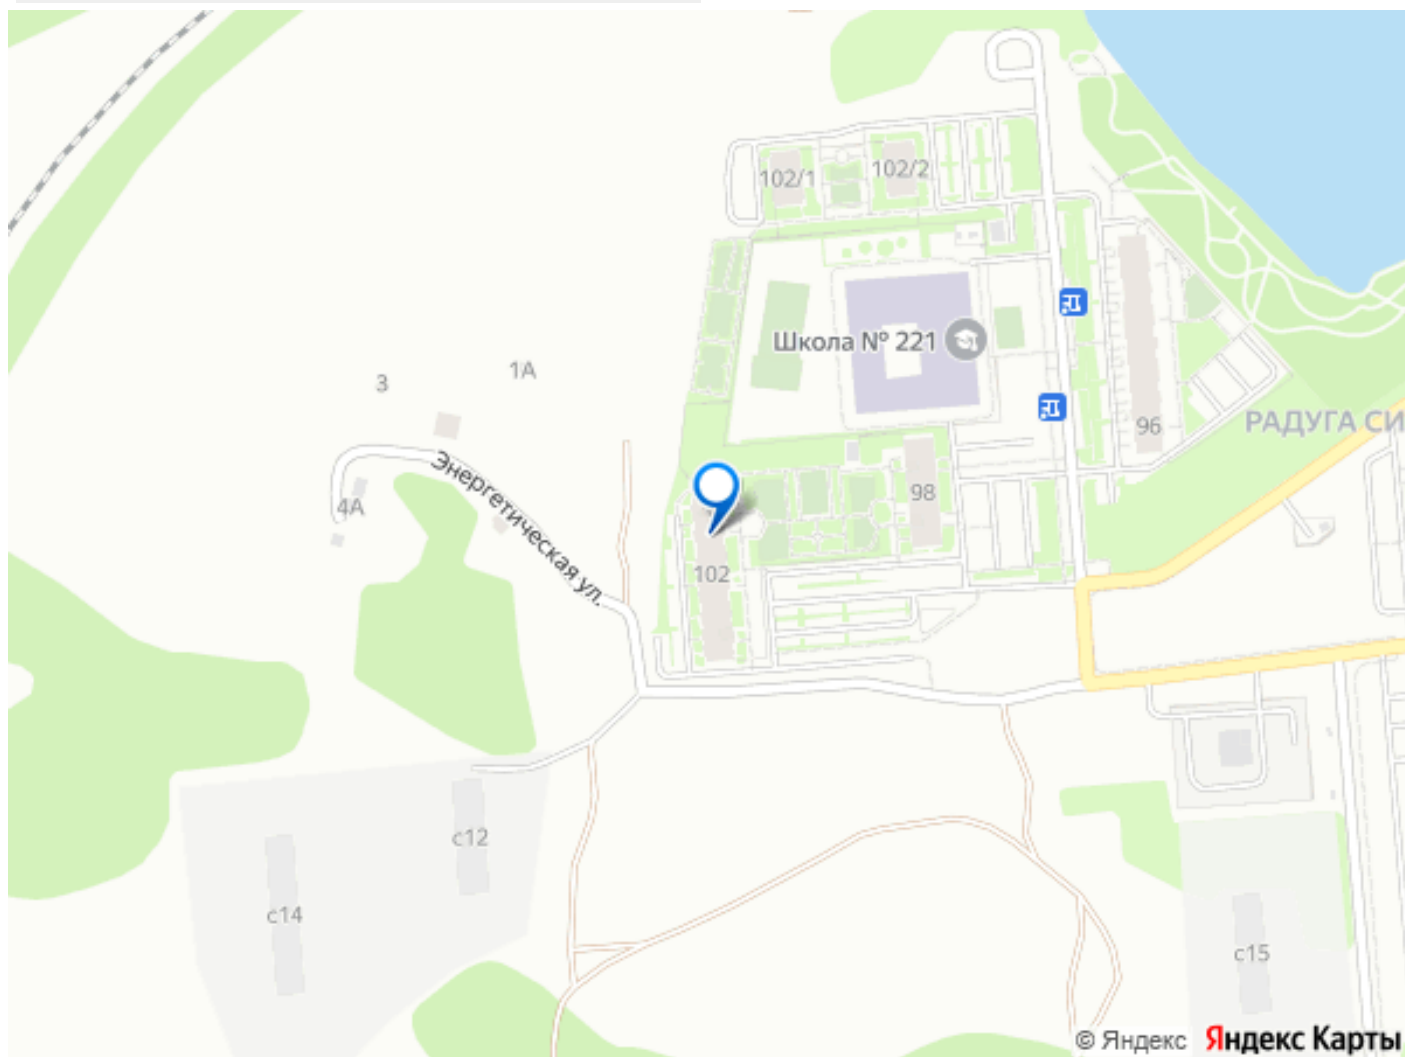 102/1
102/2
Школа № 221
3
1А
96
РАДУГА СИ
Энергетическая ул.
4А
98
102
с12
с14
с15
© Яндекс Яндекс Карты